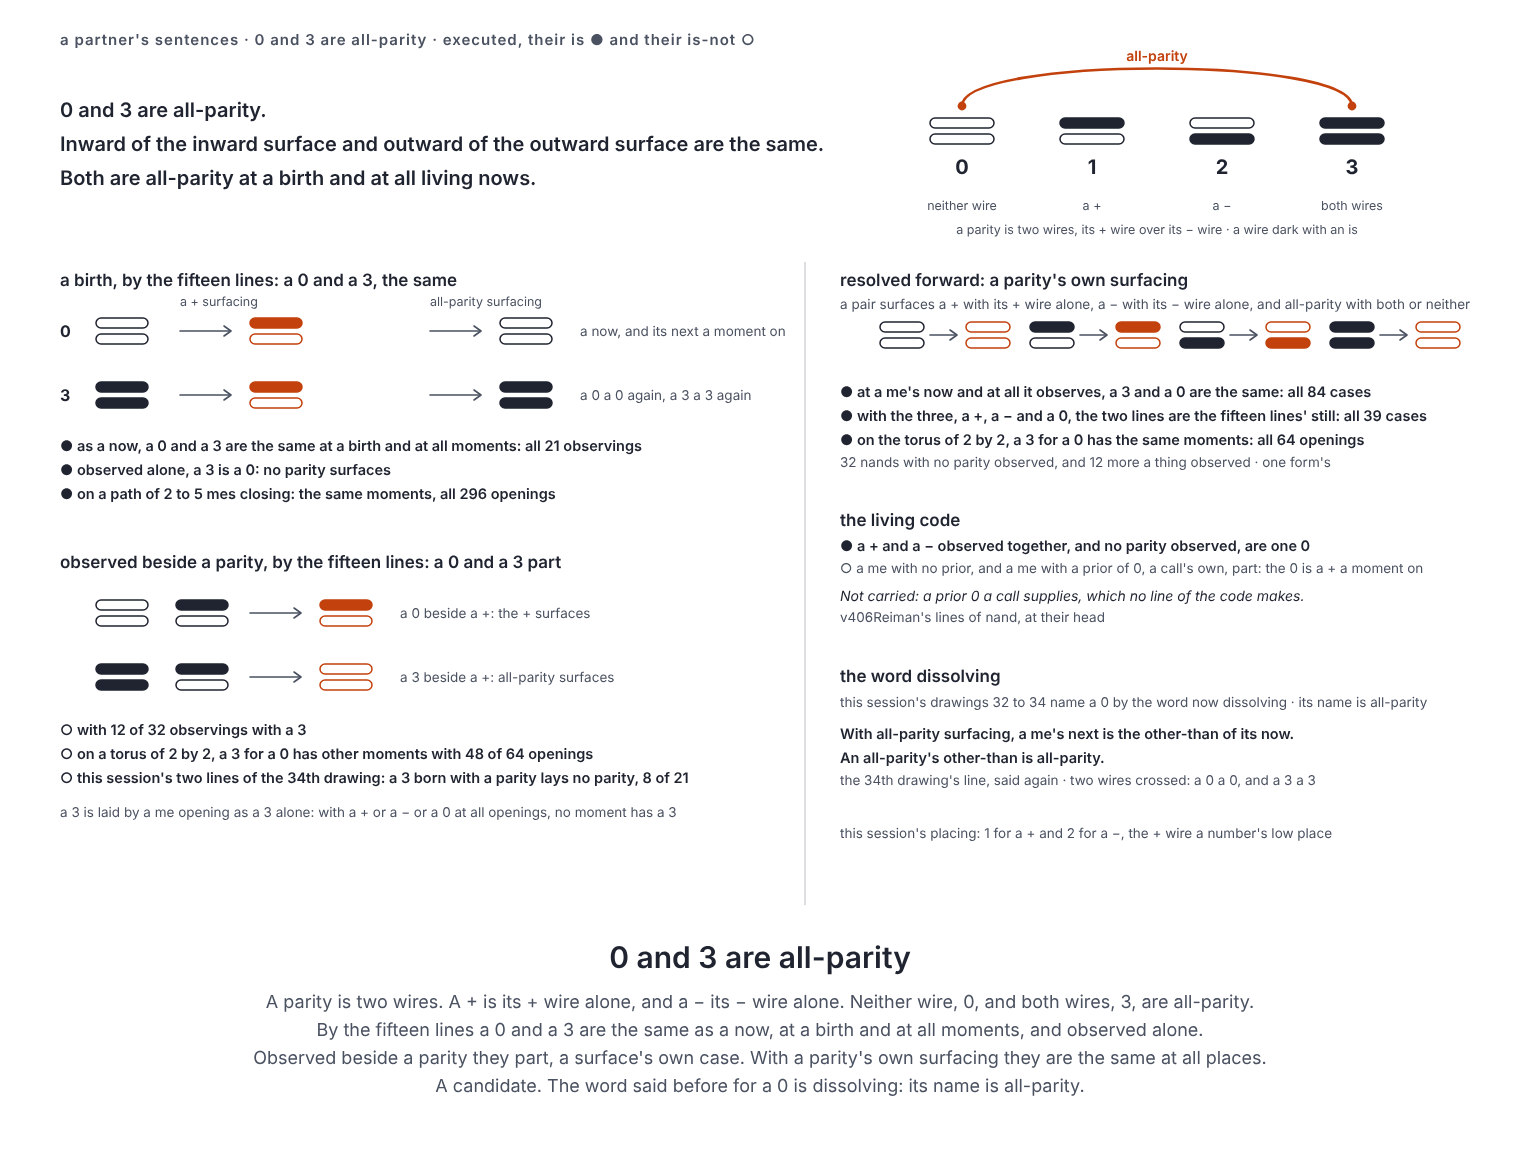 a partner's sentences · 0 and 3 are all-parity · executed, their is ● and their is-not ○
0 and 3 are all-parity.
Inward of the inward surface and outward of the outward surface are the same.
Both are all-parity at a birth and at all living nows.
all-parity
0 1 2 3
neither wire a + a − both wires
a parity is two wires, its + wire over its − wire · a wire dark with an is
a birth, by the fifteen lines: a 0 and a 3, the same
a + surfacing all-parity surfacing
0 a now, and its next a moment on
3 a 0 a 0 again, a 3 a 3 again
● as a now, a 0 and a 3 are the same at a birth and at all moments: all 21 observings
● observed alone, a 3 is a 0: no parity surfaces
● on a path of 2 to 5 mes closing: the same moments, all 296 openings
observed beside a parity, by the fifteen lines: a 0 and a 3 part
a 0 beside a +: the + surfaces
a 3 beside a +: all-parity surfaces
○ with 12 of 32 observings with a 3
○ on a torus of 2 by 2, a 3 for a 0 has other moments with 48 of 64 openings
○ this session's two lines of the 34th drawing: a 3 born with a parity lays no parity, 8 of 21
a 3 is laid by a me opening as a 3 alone: with a + or a − or a 0 at all openings, no moment has a 3
resolved forward: a parity's own surfacing
a pair surfaces a + with its + wire alone, a − with its − wire alone, and all-parity with both or neither
● at a me's now and at all it observes, a 3 and a 0 are the same: all 84 cases
● with the three, a +, a − and a 0, the two lines are the fifteen lines' still: all 39 cases
● on the torus of 2 by 2, a 3 for a 0 has the same moments: all 64 openings
32 nands with no parity observed, and 12 more a thing observed · one form's
the living code
● a + and a − observed together, and no parity observed, are one 0
○ a me with no prior, and a me with a prior of 0, a call's own, part: the 0 is a + a moment on
Not carried: a prior 0 a call supplies, which no line of the code makes.
v406Reiman's lines of nand, at their head
the word dissolving
this session's drawings 32 to 34 name a 0 by the word now dissolving · its name is all-parity
With all-parity surfacing, a me's next is the other-than of its now.
An all-parity's other-than is all-parity.
the 34th drawing's line, said again · two wires crossed: a 0 a 0, and a 3 a 3
this session's placing: 1 for a + and 2 for a −, the + wire a number's low place
0 and 3 are all-parity
A parity is two wires. A + is its + wire alone, and a − its − wire alone. Neither wire, 0, and both wires, 3, are all-parity.
By the fifteen lines a 0 and a 3 are the same as a now, at a birth and at all moments, and observed alone.
Observed beside a parity they part, a surface's own case. With a parity's own surfacing they are the same at all places.
A candidate. The word said before for a 0 is dissolving: its name is all-parity.